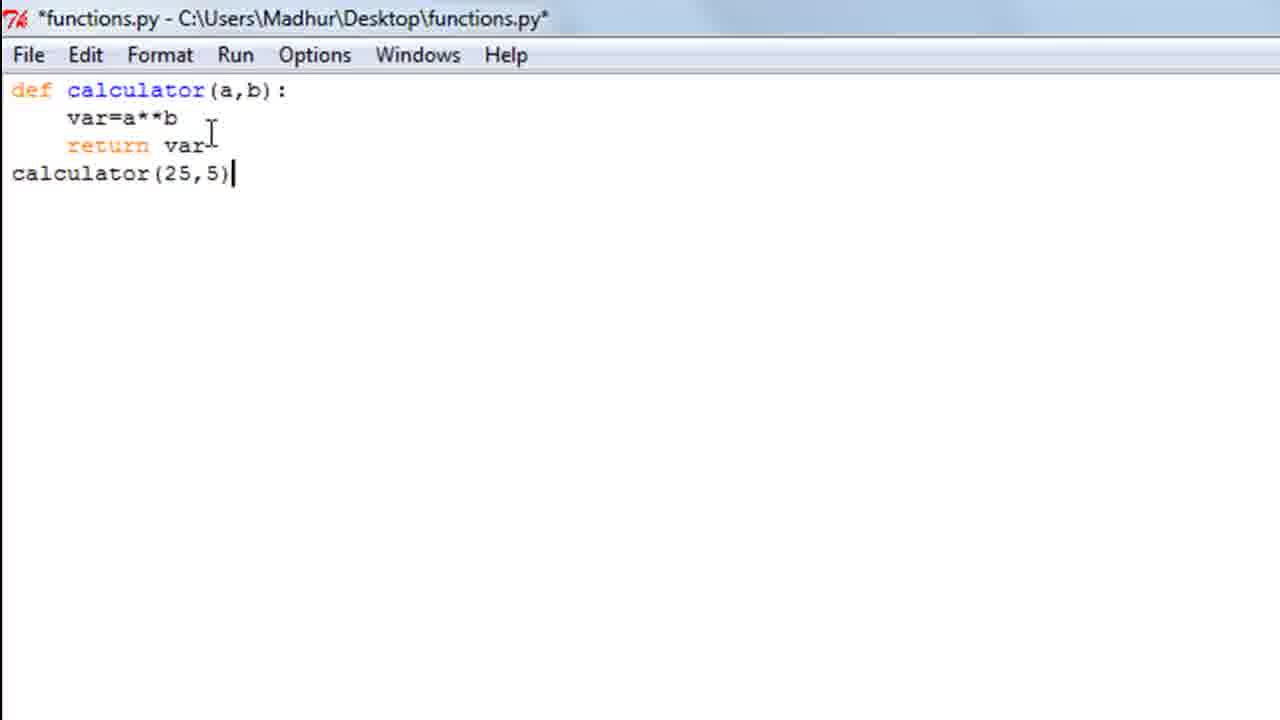 *functions.py - C:\Users\Madhur\Desktop\functions.py*
File Edit Format Run Options Windows Help
def calculator(a,b):
    var=a**b
    return var
calculator(25,5)